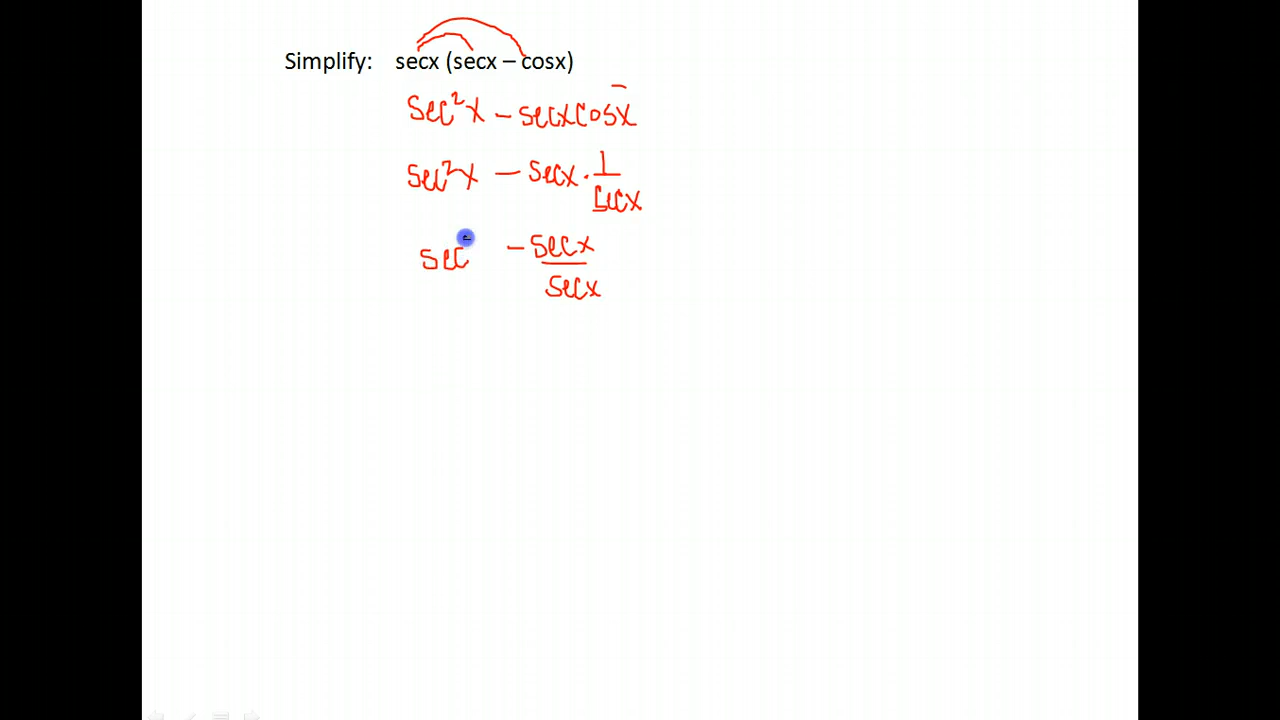 Simplify: secx (secx – cosx)
sec²x - secxcosx
sec²x - secx · 1/secx
sec - secx/secx